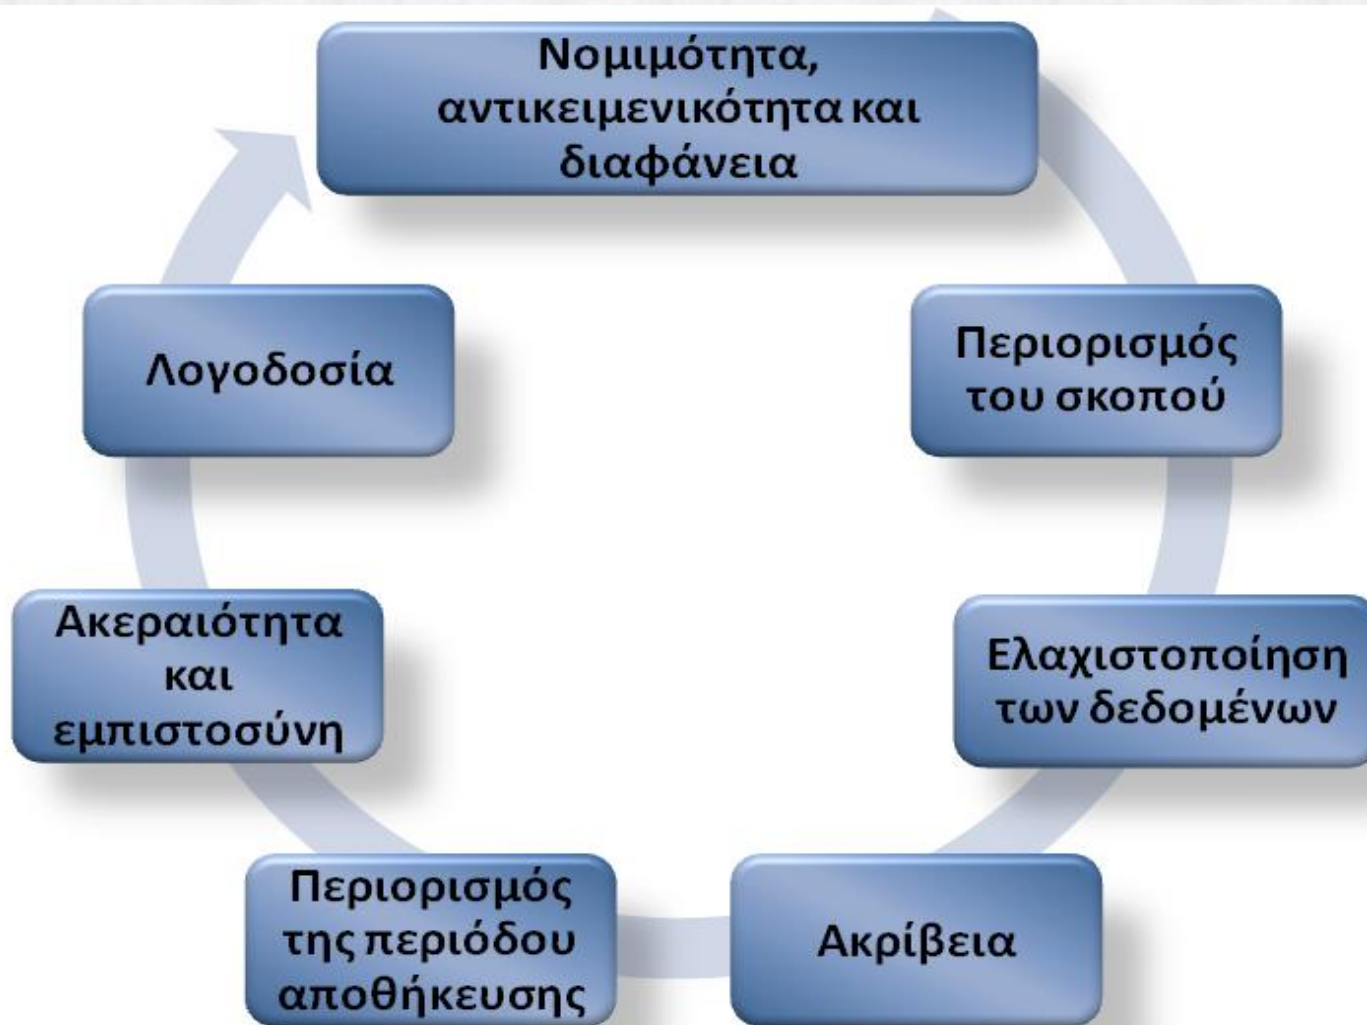 Νομιμότητα,
αντικειμενικότητα και
διαφάνεια
Περιορισμός
του σκοπού
Ελαχιστοποίηση
των δεδομένων
Ακρίβεια
Περιορισμός
της περιόδου
αποθήκευσης
Ακεραιότητα
και
εμπιστοσύνη
Λογοδοσία